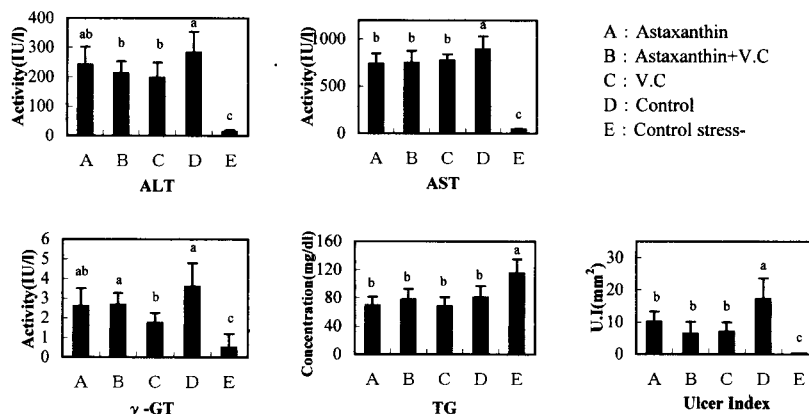 Activity(IU/l)
400
300
200
100
0
ab
b
b
a
c
A
B
C
D
E
ALT
Activity(IU/l)
1000
500
0
b
b
b
a
c
A
B
C
D
E
AST
A : Astaxanthin
B : Astaxanthin+V.C
C : V.C
D : Control
E : Control stress-
Activity(IU/l)
6
5
4
3
2
1
0
ab
a
b
a
c
A
B
C
D
E
γ-GT
Concentration(mg/dl)
160
120
80
40
0
b
b
b
b
a
A
B
C
D
E
TG
U.I(mm²)
30
20
10
0
b
b
b
a
c
A
B
C
D
E
Ulcer Index